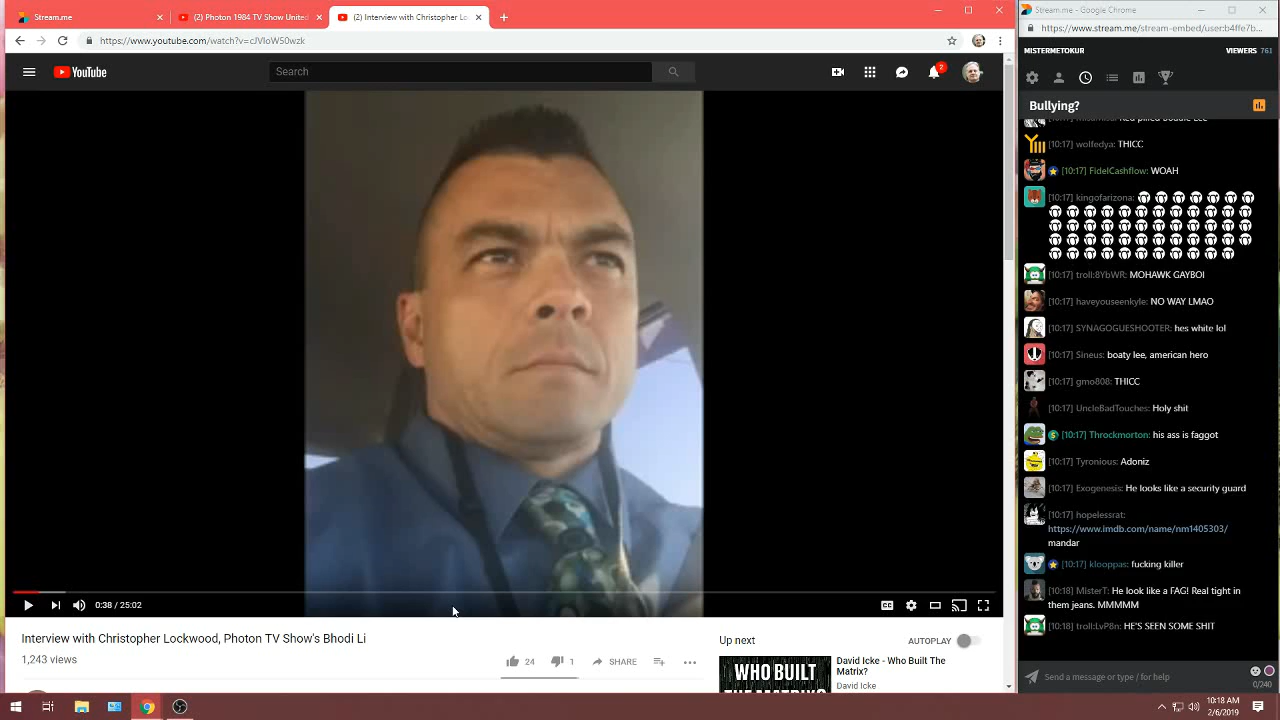 Stream.me
(2) Photon 1984 TV Show United
(2) Interview with Christopher Lo
https://www.youtube.com/watch?v=cJVIoW50wzk
YouTube
Search
2
0:38 / 25:02
Interview with Christopher Lockwood, Photon TV Show's Bhodi Li
1,243 views
24
1
SHARE
Up next
AUTOPLAY
WHO BUILT
THE MATRIX
David Icke - Who Built The
Matrix?
David Icke
Stream.me - Google Chrome
https://www.stream.me/stream-embed/user:b4ffe7b...
MISTERMETOKUR
VIEWERS 761
Bullying?
[10:17] wolfedya: THICC
[10:17] FidelCashflow: WOAH
[10:17] kingofarizona:
[10:17] troll:8YbWR: MOHAWK GAYBOI
[10:17] haveyouseenkyle: NO WAY LMAO
[10:17] SYNAGOGUESHOOTER: hes white lol
[10:17] Sineus: boaty lee, american hero
[10:17] gmo808: THICC
[10:17] UncleBadTouches: Holy shit
[10:17] Throckmorton: his ass is faggot
[10:17] Tyronious: Adoniz
[10:17] Exogenesis: He looks like a security guard
[10:17] hopelessrat:
https://www.imdb.com/name/nm1405303/
mandar
[10:17] klooppas: fucking killer
[10:18] MisterT: He look like a FAG! Real tight in
them jeans. MMMMM
[10:18] troll:LvP8n: HE'S SEEN SOME SHIT
Send a message or type / for help
0/240
10:18 AM
2/6/2019